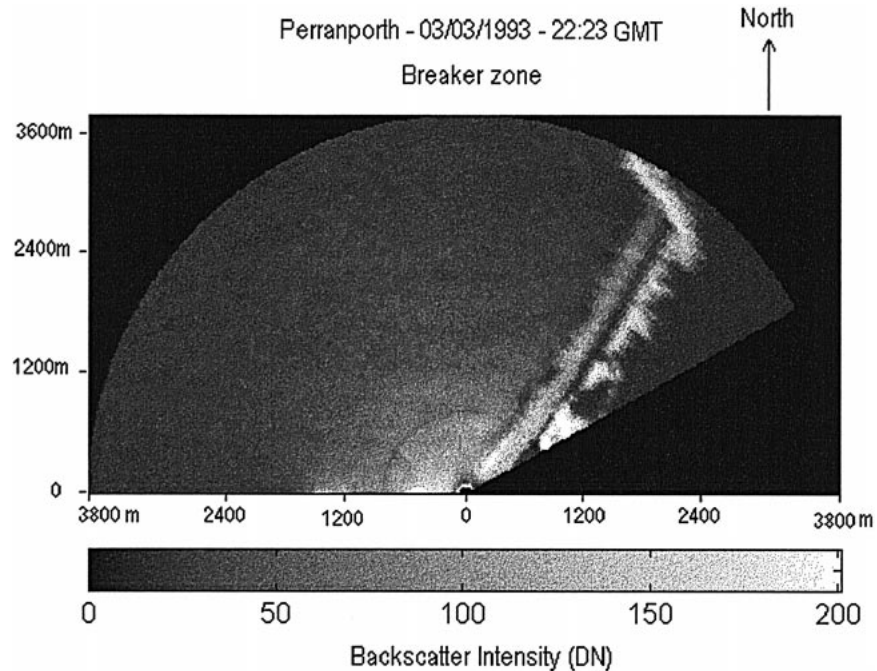 Perranporth - 03/03/1993 - 22:23 GMT
North
Breaker zone
3600m
2400m
1200m
0
3800 m
2400
1200
0
1200
2400
3800m
0
50
100
150
200
Backscatter Intensity (DN)